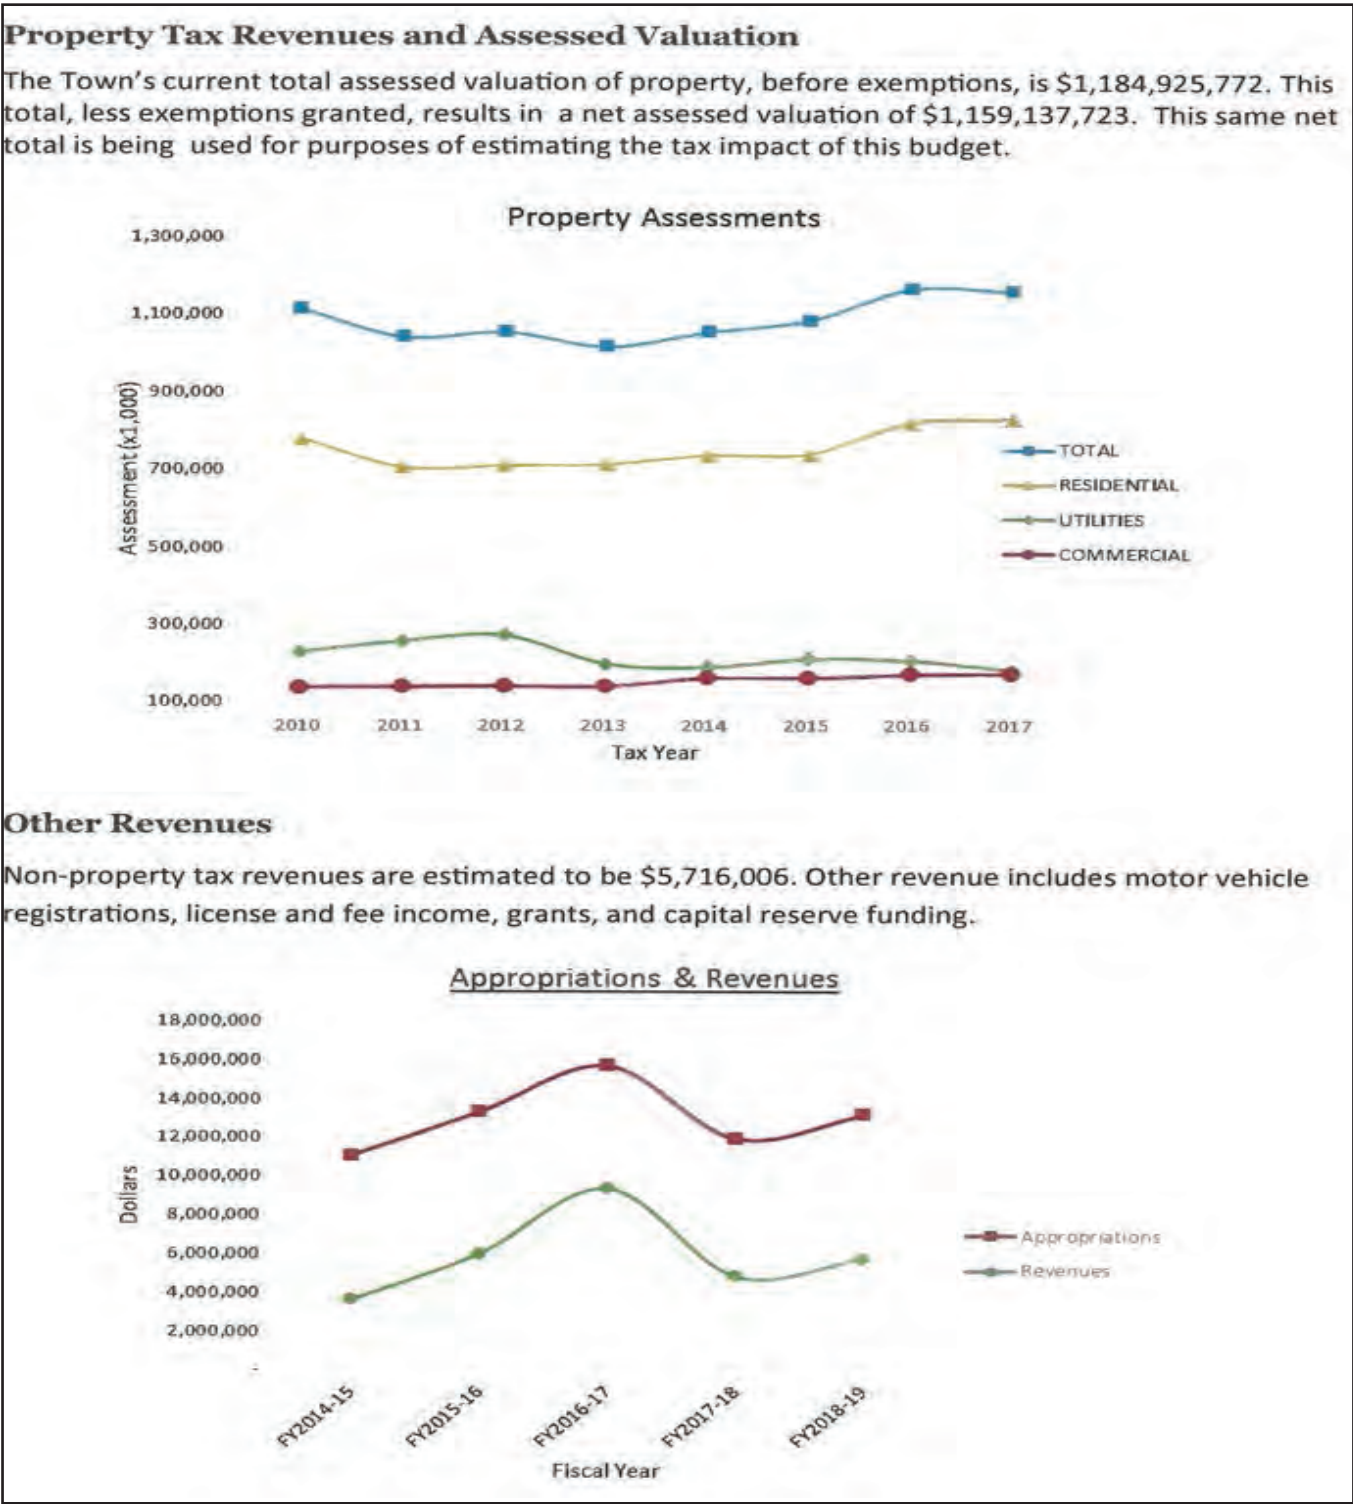 Property Tax Revenues and Assessed Valuation
The Town's current total assessed valuation of property, before exemptions, is $1,184,925,772. This
total, less exemptions granted, results in a net assessed valuation of $1,159,137,723. This same net
total is being used for purposes of estimating the tax impact of this budget.
Property Assessments
1,300,000
1,100,000
900,000
700,000
500,000
300,000
100,000
Assessment (x1,000)
2010 2011 2012 2013 2014 2015 2016 2017
Tax Year
TOTAL
RESIDENTIAL
UTILITIES
COMMERCIAL
Other Revenues
Non-property tax revenues are estimated to be $5,716,006. Other revenue includes motor vehicle
registrations, license and fee income, grants, and capital reserve funding.
Appropriations & Revenues
18,000,000
16,000,000
14,000,000
12,000,000
10,000,000
8,000,000
6,000,000
4,000,000
2,000,000
-
Dollars
FY2014-15 FY2015-16 FY2016-17 FY2017-18 FY2018-19
Fiscal Year
Appropriations
Revenues